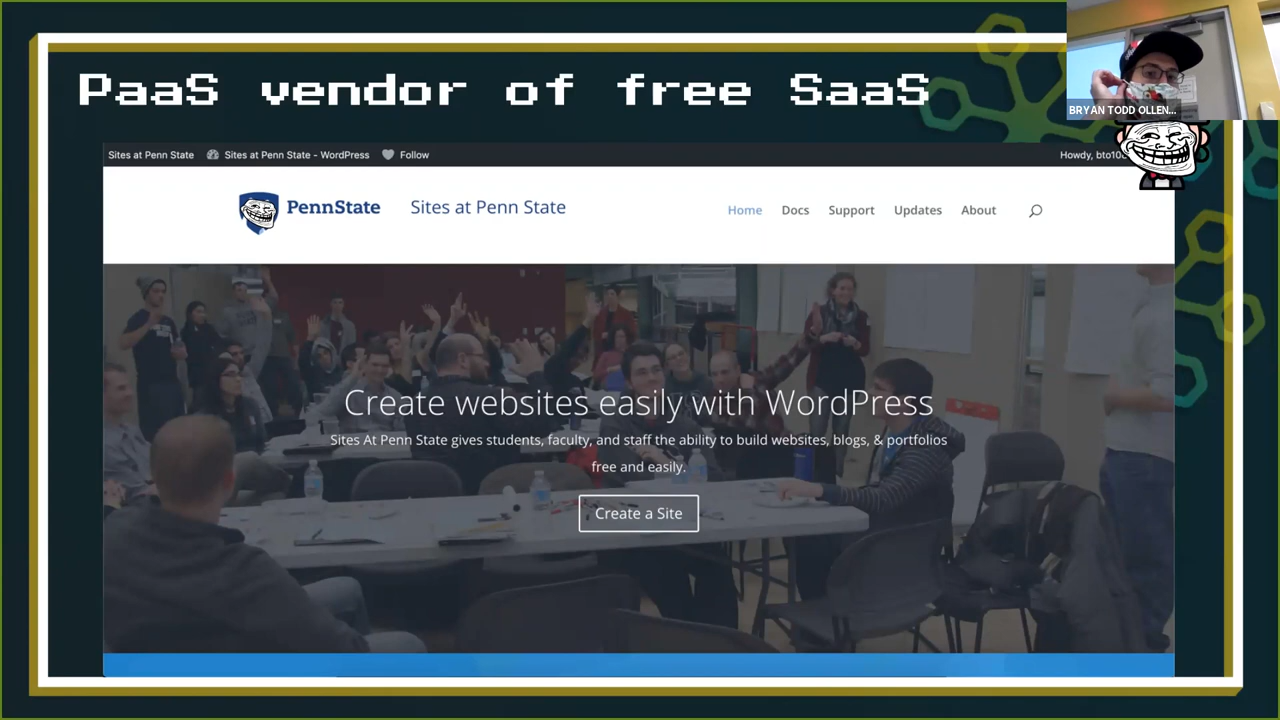 PaaS vendor of free SaaS
BRYAN TODD OLLEN...
Sites at Penn State Sites at Penn State - WordPress Follow
PennState Sites at Penn State Home Docs Support Updates About
Create websites easily with WordPress
Sites At Penn State gives students, faculty, and staff the ability to build websites, blogs, & portfolios
free and easily.
Create a Site